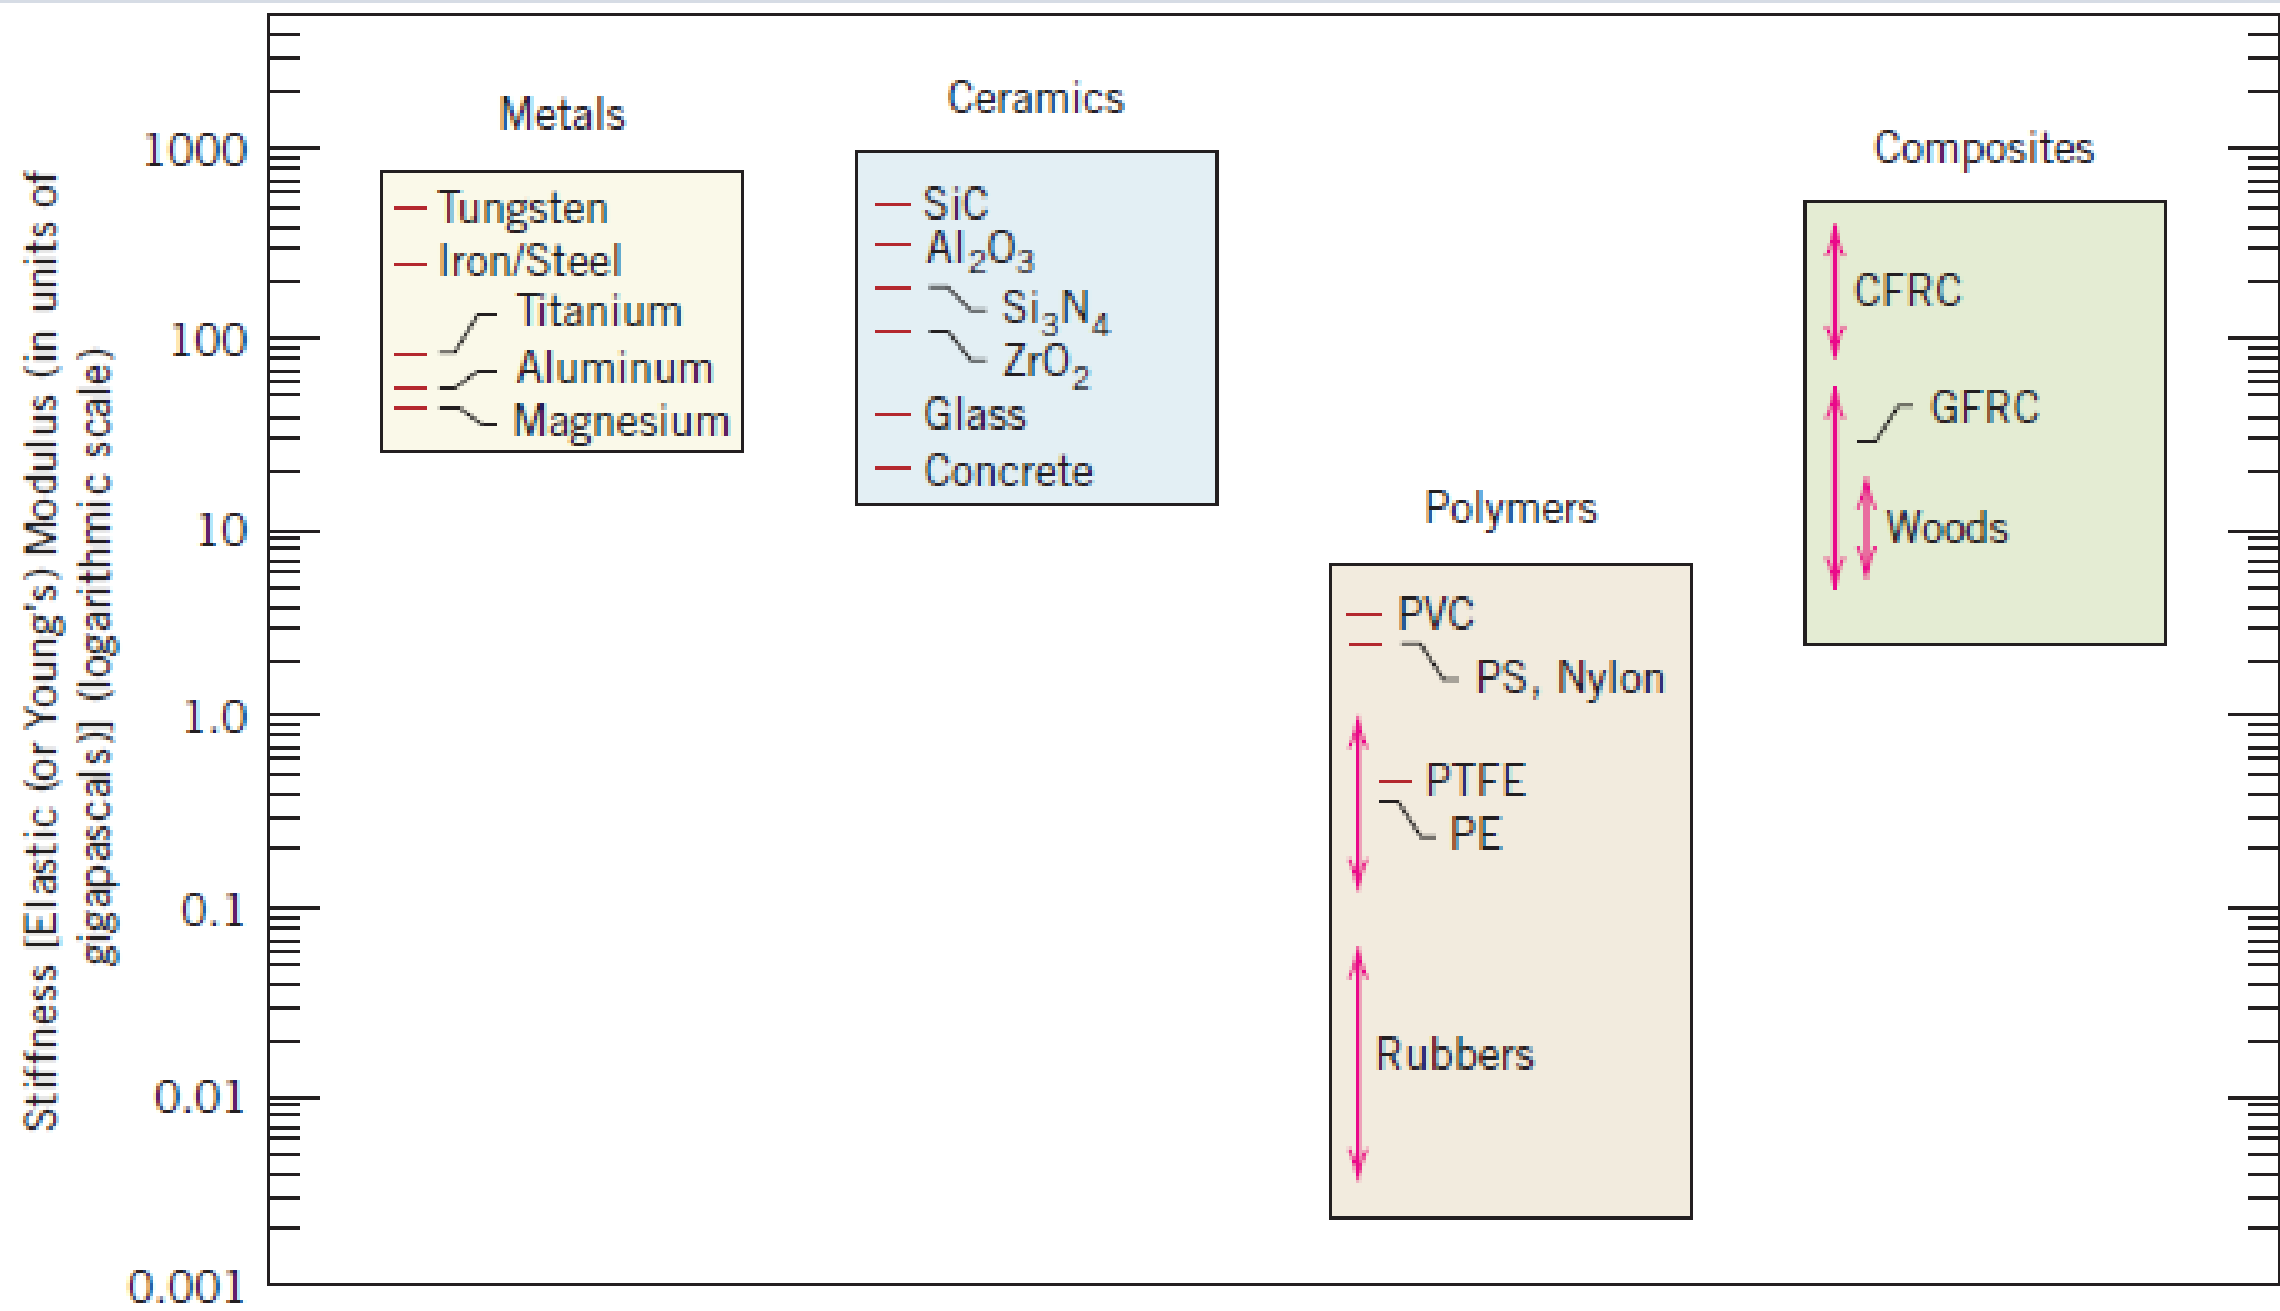 Stiffness [Elastic (or Young's) Modulus (in units of
gigapascals)] (logarithmic scale)
1000
100
10
1.0
0.1
0.01
0.001
Metals
Tungsten
Iron/Steel
Titanium
Aluminum
Magnesium
Ceramics
SiC
Al₂O₃
Si₃N₄
ZrO₂
Glass
Concrete
Polymers
PVC
PS, Nylon
PTFE
PE
Rubbers
Composites
CFRC
GFRC
Woods